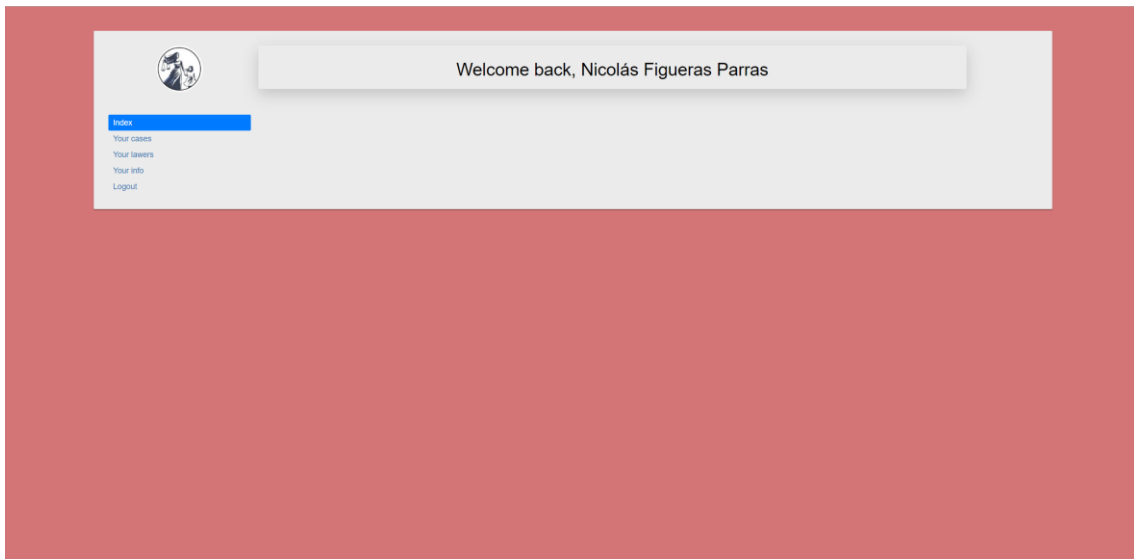 Welcome back, Nicolás Figueras Parras
Index
Your cases
Your lawers
Your info
Logout